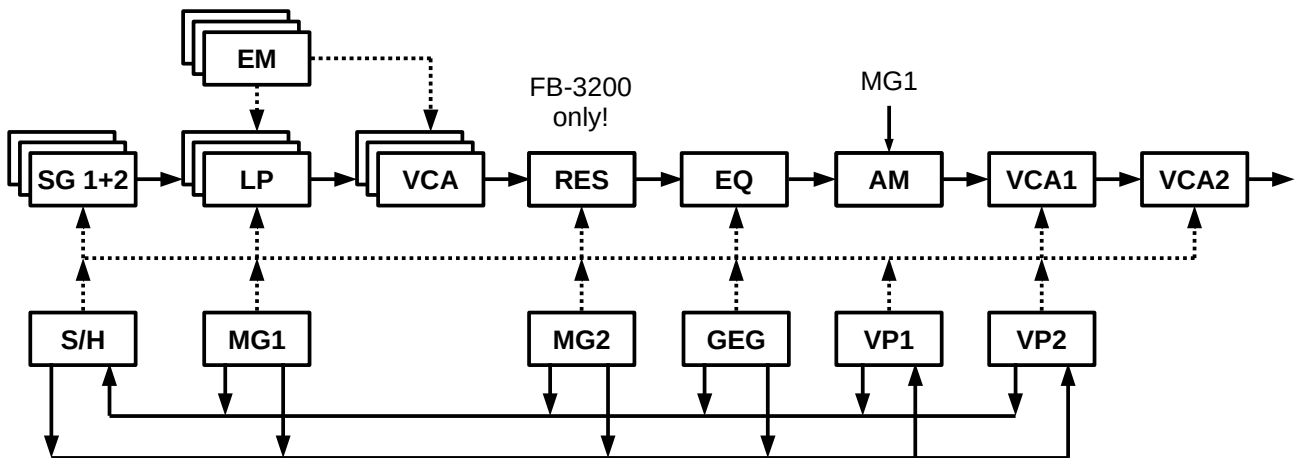 EM
FB-3200
only!
MG1
SG 1+2
LP
VCA
RES
EQ
AM
VCA1
VCA2
S/H
MG1
MG2
GEG
VP1
VP2